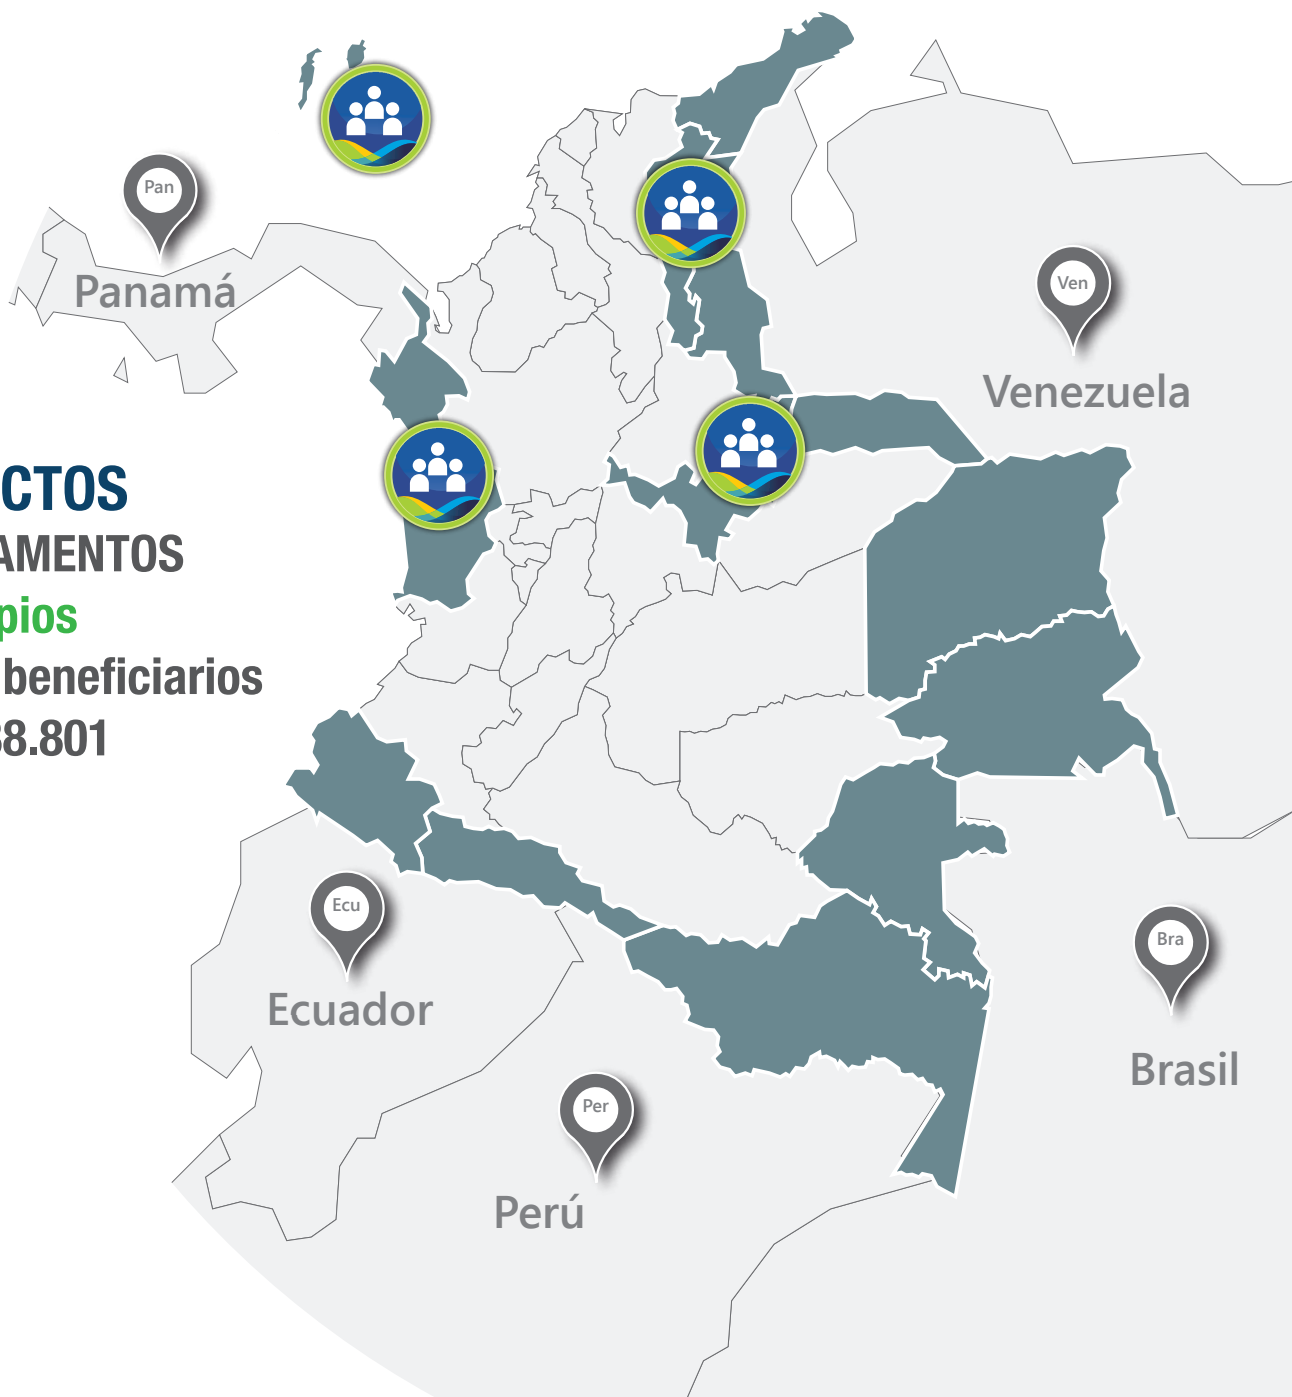 Pan
Panamá
Ven
Venezuela
CTOS
AMENTOS
pios
beneficiarios
8.801
Ecu
Ecuador
Bra
Brasil
Per
Perú